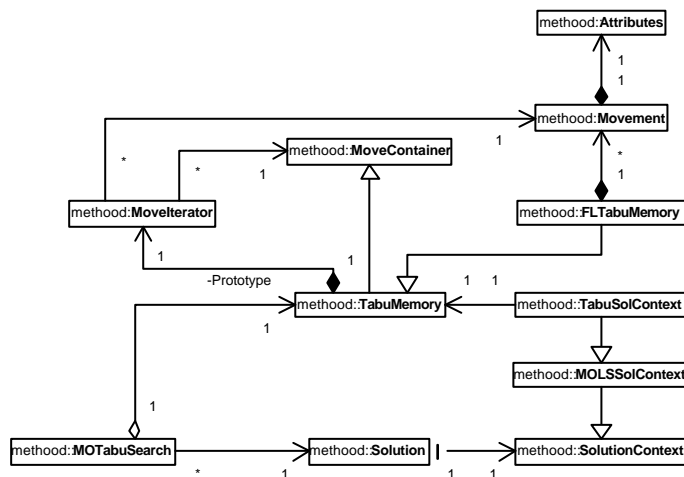 methood::Attributes
1
1
methood::Movement
1
*
methood::MoveContainer
*
*
1
1
methood::MoveIterator
methood::FLTabuMemory
1
1
-Prototype
1
1
methood::TabuMemory
methood::TabuSolContext
1
methood::MOLSSolContext
1
methood::MOTabuSearch
methood::Solution
methood::SolutionContext
*
1
1
1